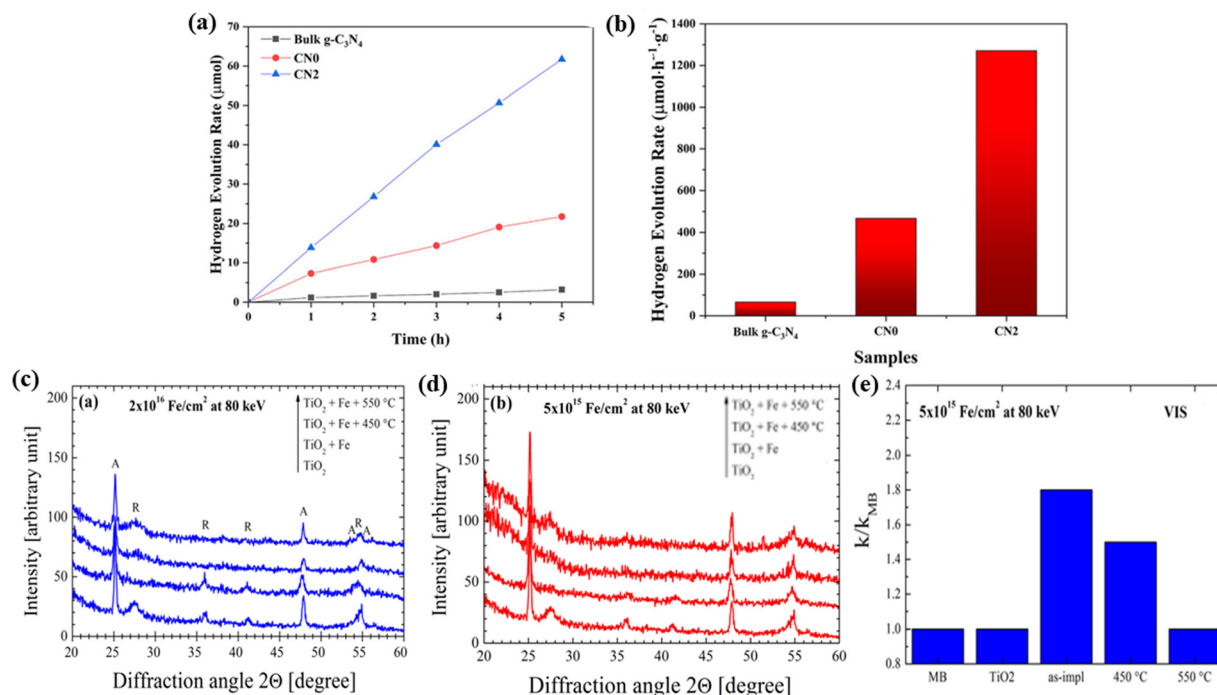 (a)
70
60
50
40
30
20
10
0
Hydrogen Evolution Rate (μmol)
Bulk g-C₃N₄
CN0
CN2
0 1 2 3 4 5
Time (h)
(b)
1400
1200
1000
800
600
400
200
0
Hydrogen Evolution Rate (μmol·h⁻¹·g⁻¹)
Bulk g-C₃N₄ CN0 CN2
Samples
(c)
200
150
100
50
0
Intensity [arbitrary unit]
(a) 2x10¹⁶ Fe/cm² at 80 keV
TiO₂ + Fe + 550 °C
TiO₂ + Fe + 450 °C
TiO₂ + Fe
TiO₂
A
R R R A A R A
20 25 30 35 40 45 50 55 60
Diffraction angle 2Θ [degree]
(d)
200
150
100
50
0
Intensity [arbitrary unit]
(b) 5x10¹⁵ Fe/cm² at 80 keV
TiO₂ + Fe + 550 °C
TiO₂ + Fe + 450 °C
TiO₂ + Fe
TiO₂
20 25 30 35 40 45 50 55 60
Diffraction angle 2Θ [degree]
(e)
2.4
2.2
2.0
1.8
1.6
1.4
1.2
1.0
0.8
k/k_MB
5x10¹⁵ Fe/cm² at 80 keV VIS
MB TiO2 as-impl 450 °C 550 °C